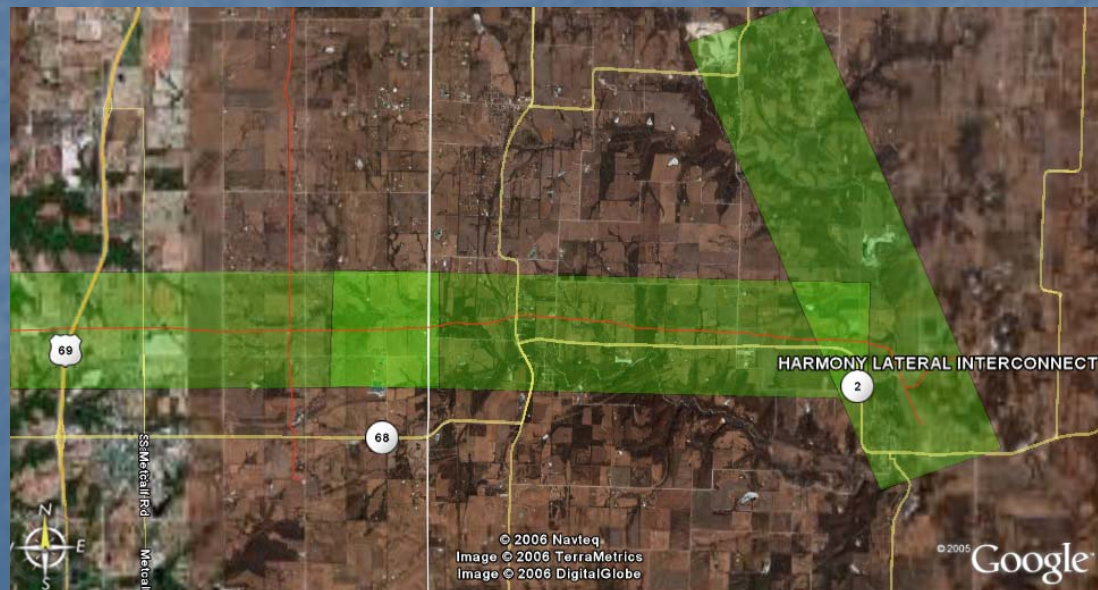 69
HARMONY LATERAL INTERCONNECT
2
68
SS Metcalf Rd
Metcal
N
E
S
© 2006 Navteq
Image © 2006 TerraMetrics
Image © 2006 DigitalGlobe
© 2005 Google